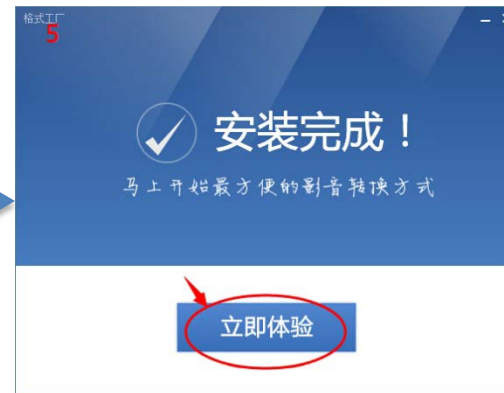 格式工厂
5
安装完成！
马上开始最方便的影音转换方式
立即体验